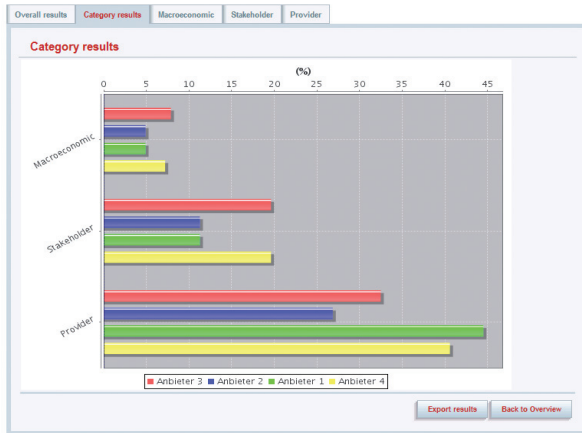 Overall results Category results Macroeconomic Stakeholder Provider
Category results
(%)
0 5 10 15 20 25 30 35 40 45
Macroeconomic
Stakeholder
Provider
Anbieter 3 Anbieter 2 Anbieter 1 Anbieter 4
Export results Back to Overview